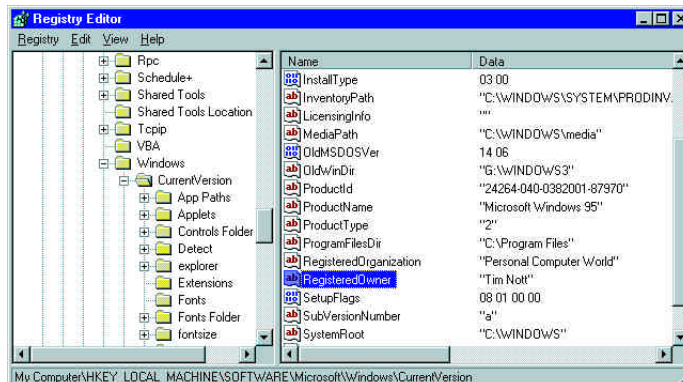 Registry Editor
Registry Edit View Help
Rpc
Schedule+
Shared Tools
Shared Tools Location
Tcpip
VBA
Windows
CurrentVersion
App Paths
Applets
Controls Folder
Detect
explorer
Extensions
Fonts
Fonts Folder
fontsize
Name Data
InstallType 03 00
InventoryPath "C:\WINDOWS\SYSTEM\PRODINV.
LicensingInfo ""
MediaPath "C:\WINDOWS\media"
OldMSDOSVer 14 06
OldWinDir "G:\WINDOWS3"
ProductId "24264-040-0382001-87970"
ProductName "Microsoft Windows 95"
ProductType "2"
ProgramFilesDir "C:\Program Files"
RegisteredOrganization "Personal Computer World"
RegisteredOwner "Tim Nott"
SetupFlags 08 01 00 00
SubVersionNumber "a"
SystemRoot "C:\WINDOWS"
My Computer\HKEY_LOCAL_MACHINE\SOFTWARE\Microsoft\Windows\CurrentVersion